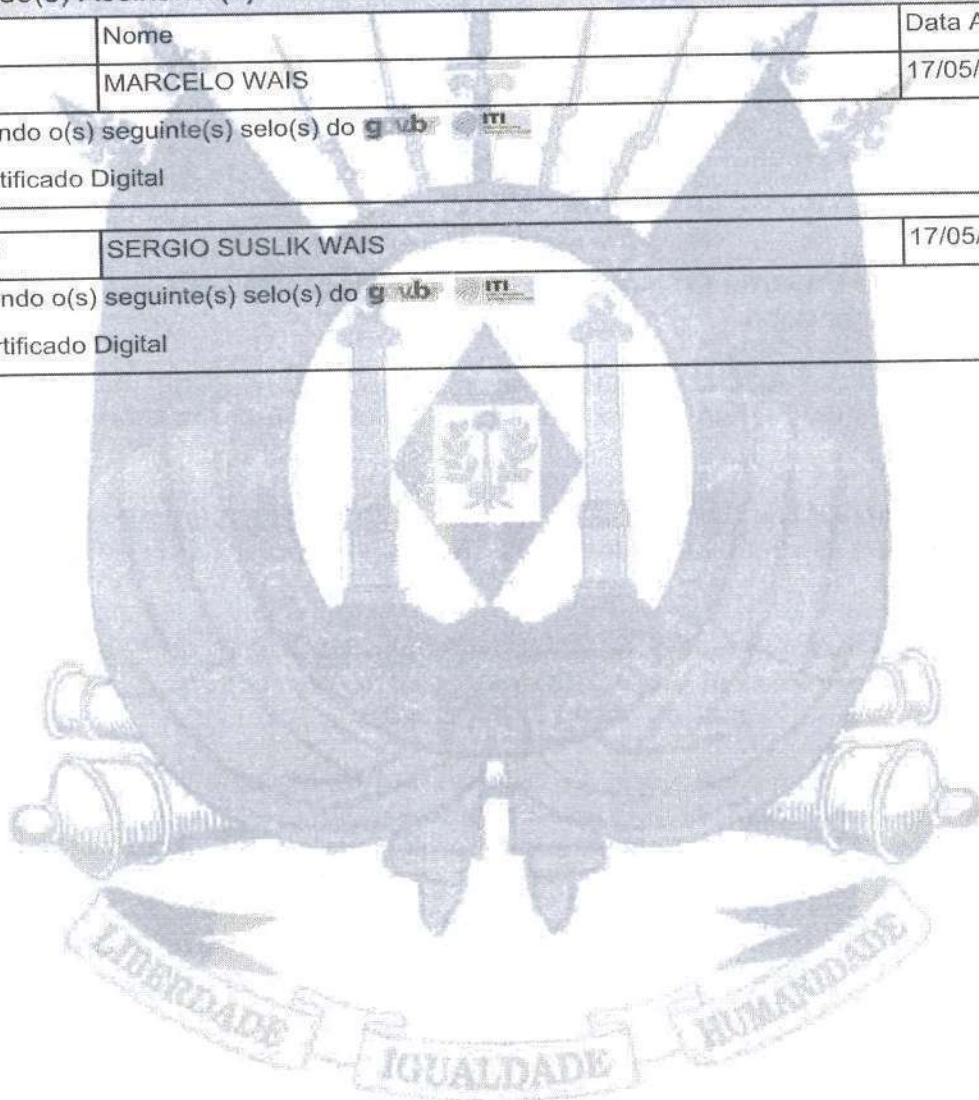 Nome
Data A
MARCELO WAIS
17/05/
ndo o(s) seguinte(s) selo(s) do
tificado Digital
SERGIO SUSLIK WAIS
17/05/
ndo o(s) seguinte(s) selo(s) do
rtificado Digital
LIBERDADE
IGUALDADE
HUMANIDADE